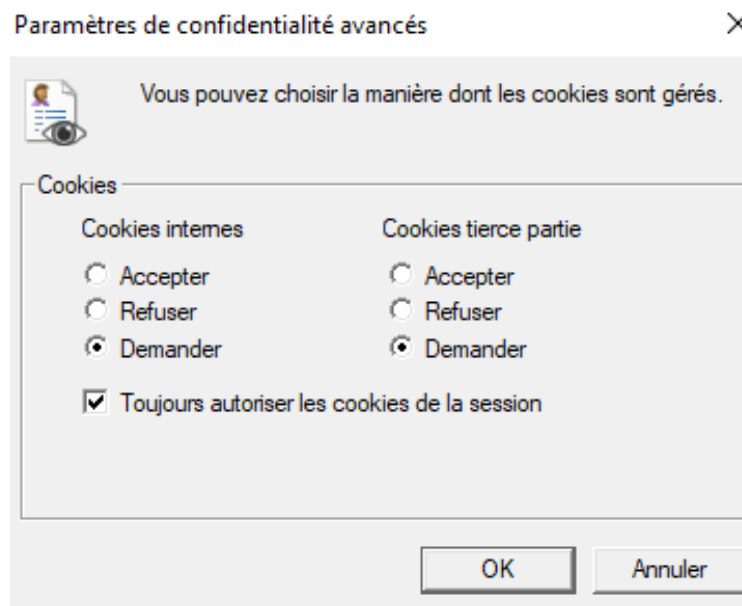 Paramètres de confidentialité avancés
Vous pouvez choisir la manière dont les cookies sont gérés.
Cookies
Cookies internes
Accepter
Refuser
Demander
Cookies tierce partie
Accepter
Refuser
Demander
Toujours autoriser les cookies de la session
OK
Annuler